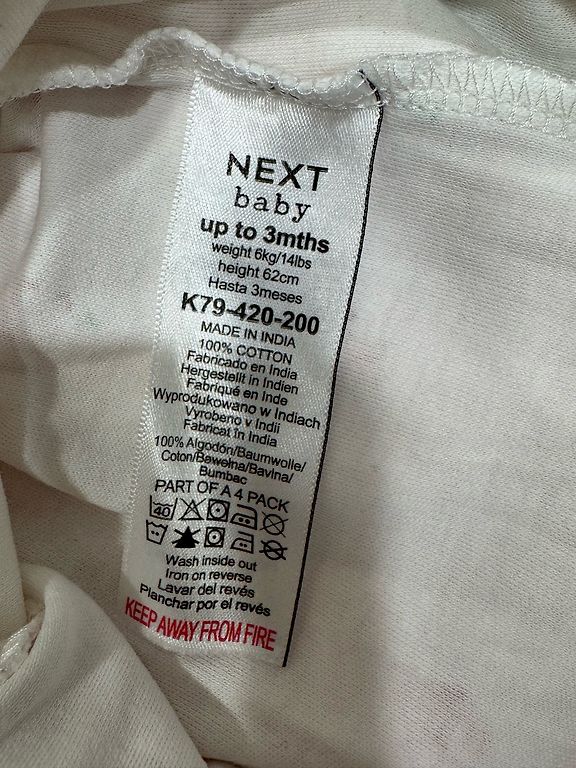 NEXT
baby
up to 3mths
weight 6kg/14lbs
height 62cm
Hasta 3meses
K79-420-200
MADE IN INDIA
100% COTTON
Fabricado en India
Hergestellt in Indien
Fabriqué en Inde
Wyprodukowano w Indiach
Vyrobeno v Indii
Fabricat în India
100% Algodón/Baumwolle/
Coton/Bawełna/Bavlna/
Bumbac
PART OF A 4 PACK
40
Wash inside out
Iron on reverse
Lavar del revés
Planchar por el revés
KEEP AWAY FROM FIRE